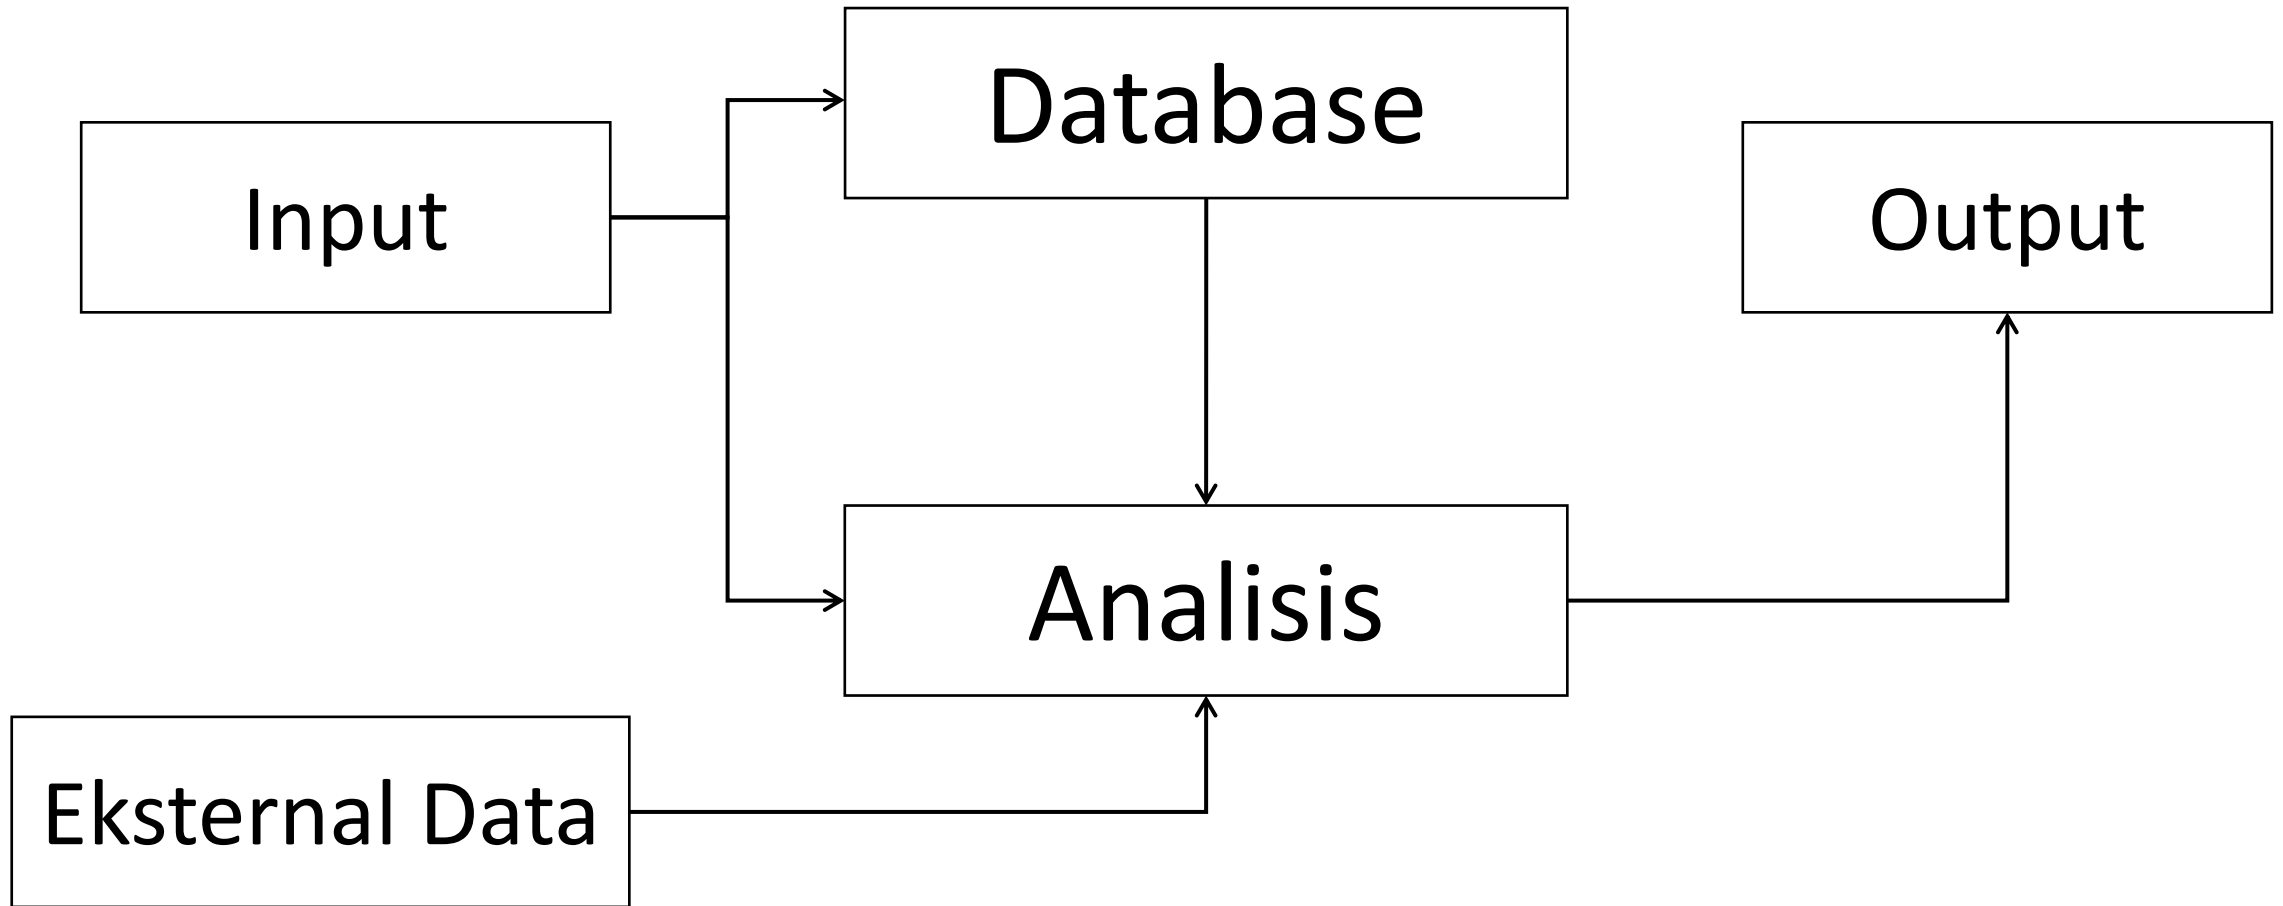 Database
Input
Output
Analisis
Eksternal Data